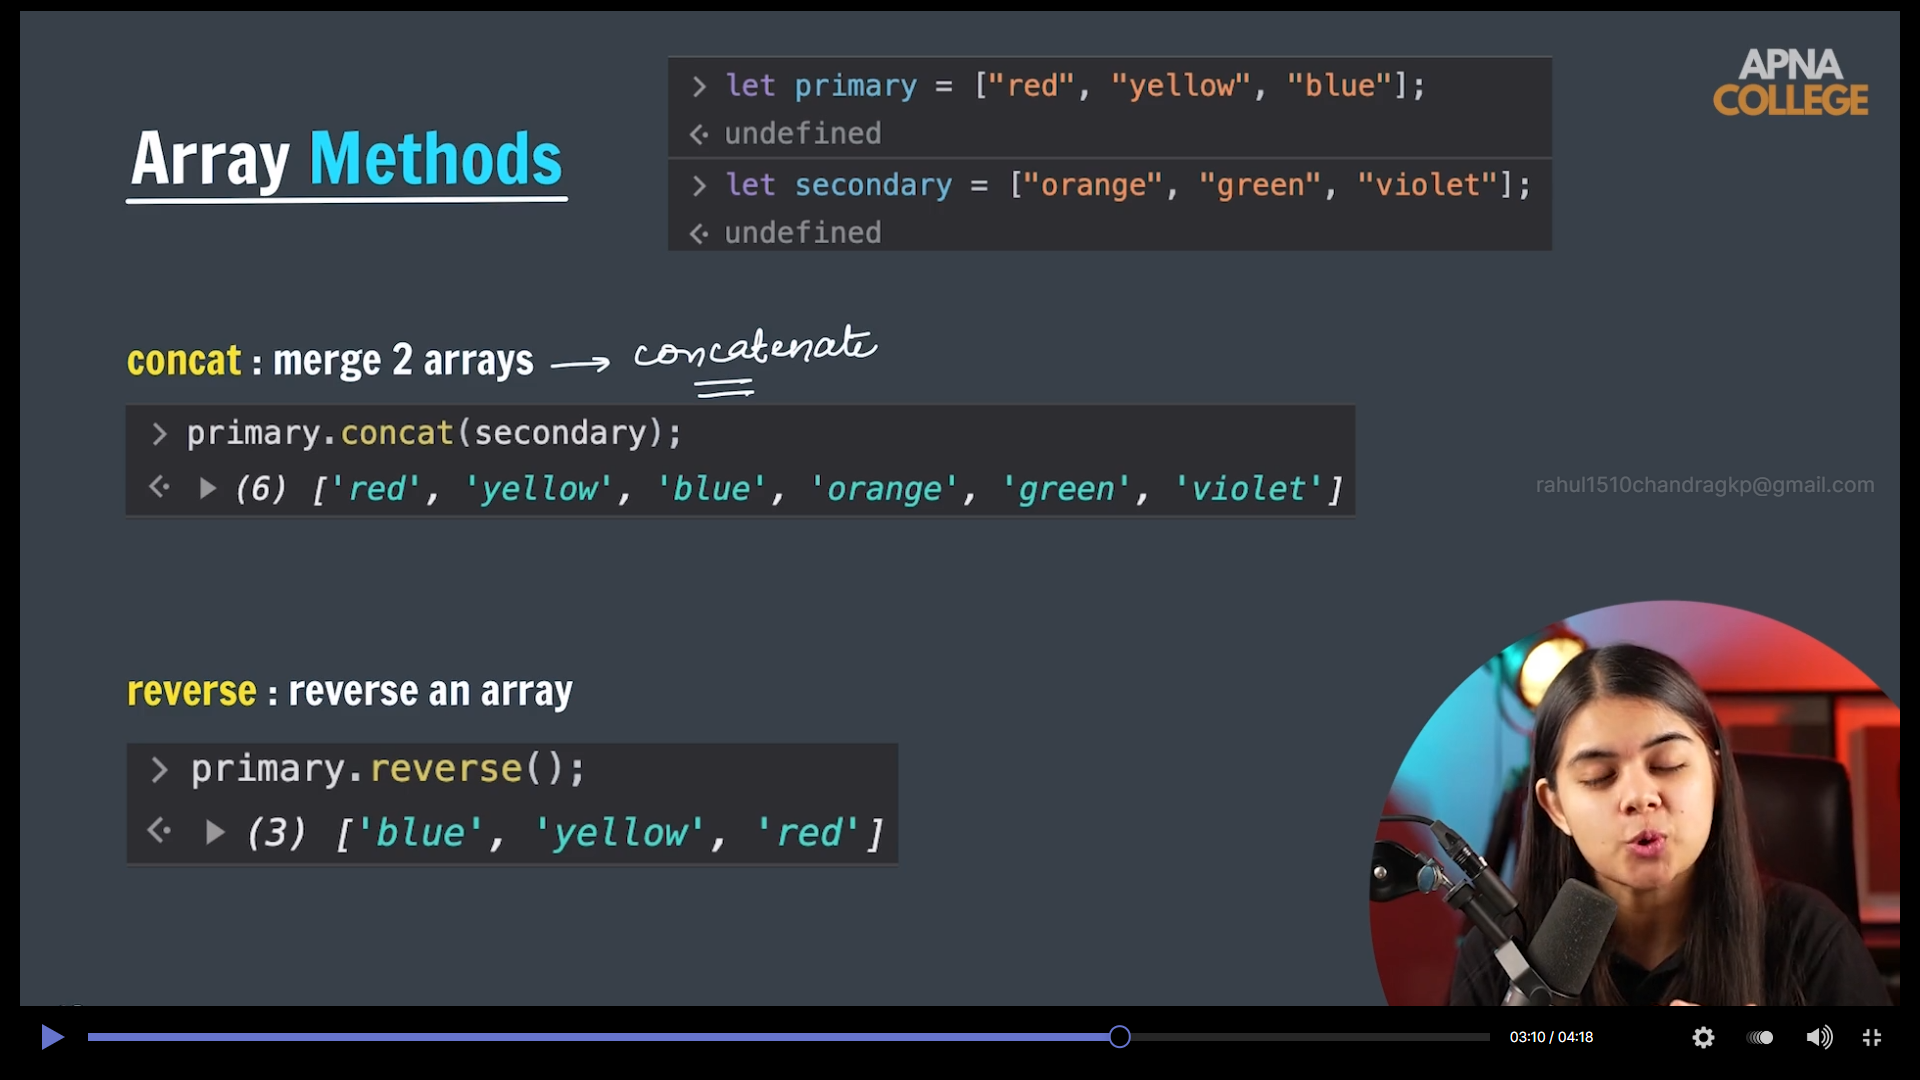 Array Methods
> let primary = ["red", "yellow", "blue"];
<· undefined
> let secondary = ["orange", "green", "violet"];
<· undefined
APNA
COLLEGE
concat : merge 2 arrays → concatenate
> primary.concat(secondary);
<· ▶ (6) ['red', 'yellow', 'blue', 'orange', 'green', 'violet']
rahul1510chandragkp@gmail.com
reverse : reverse an array
> primary.reverse();
<· ▶ (3) ['blue', 'yellow', 'red']
03:10 / 04:18